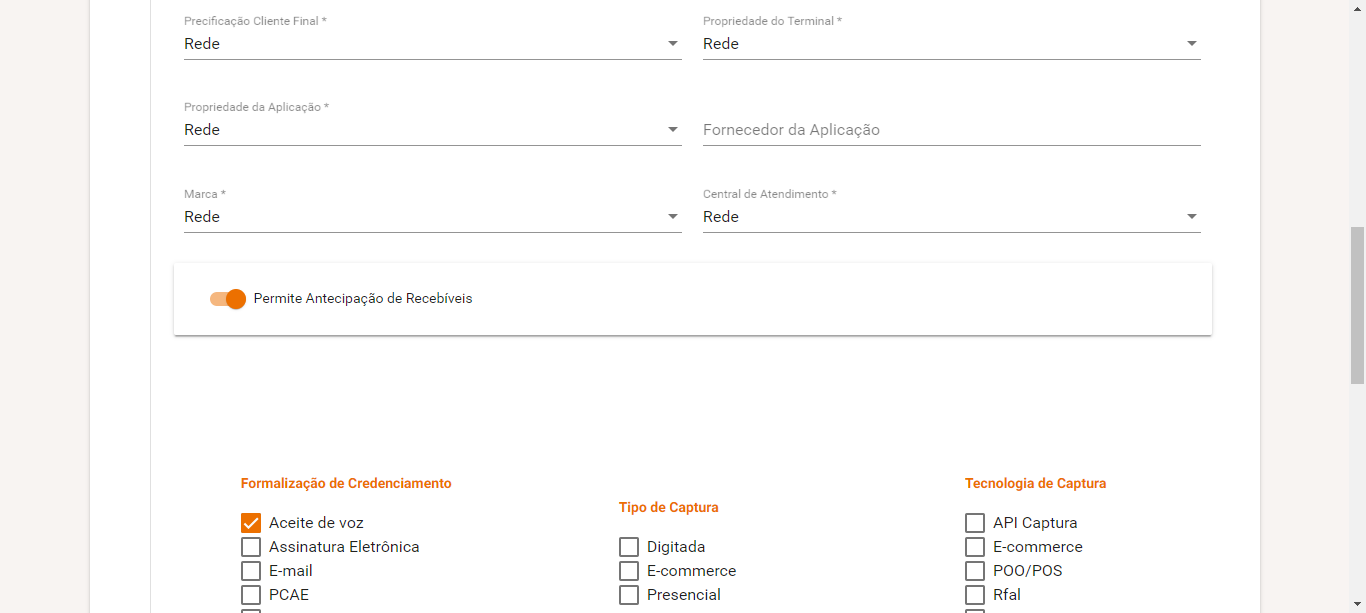 Precificação Cliente Final *
Rede
Propriedade do Terminal *
Rede
Propriedade da Aplicação *
Rede
Fornecedor da Aplicação
Marca *
Rede
Central de Atendimento *
Rede
Permite Antecipação de Recebíveis
Formalização de Credenciamento
Aceite de voz
Assinatura Eletrônica
E-mail
PCAE
Tipo de Captura
Digitada
E-commerce
Presencial
Tecnologia de Captura
API Captura
E-commerce
POO/POS
Rfal